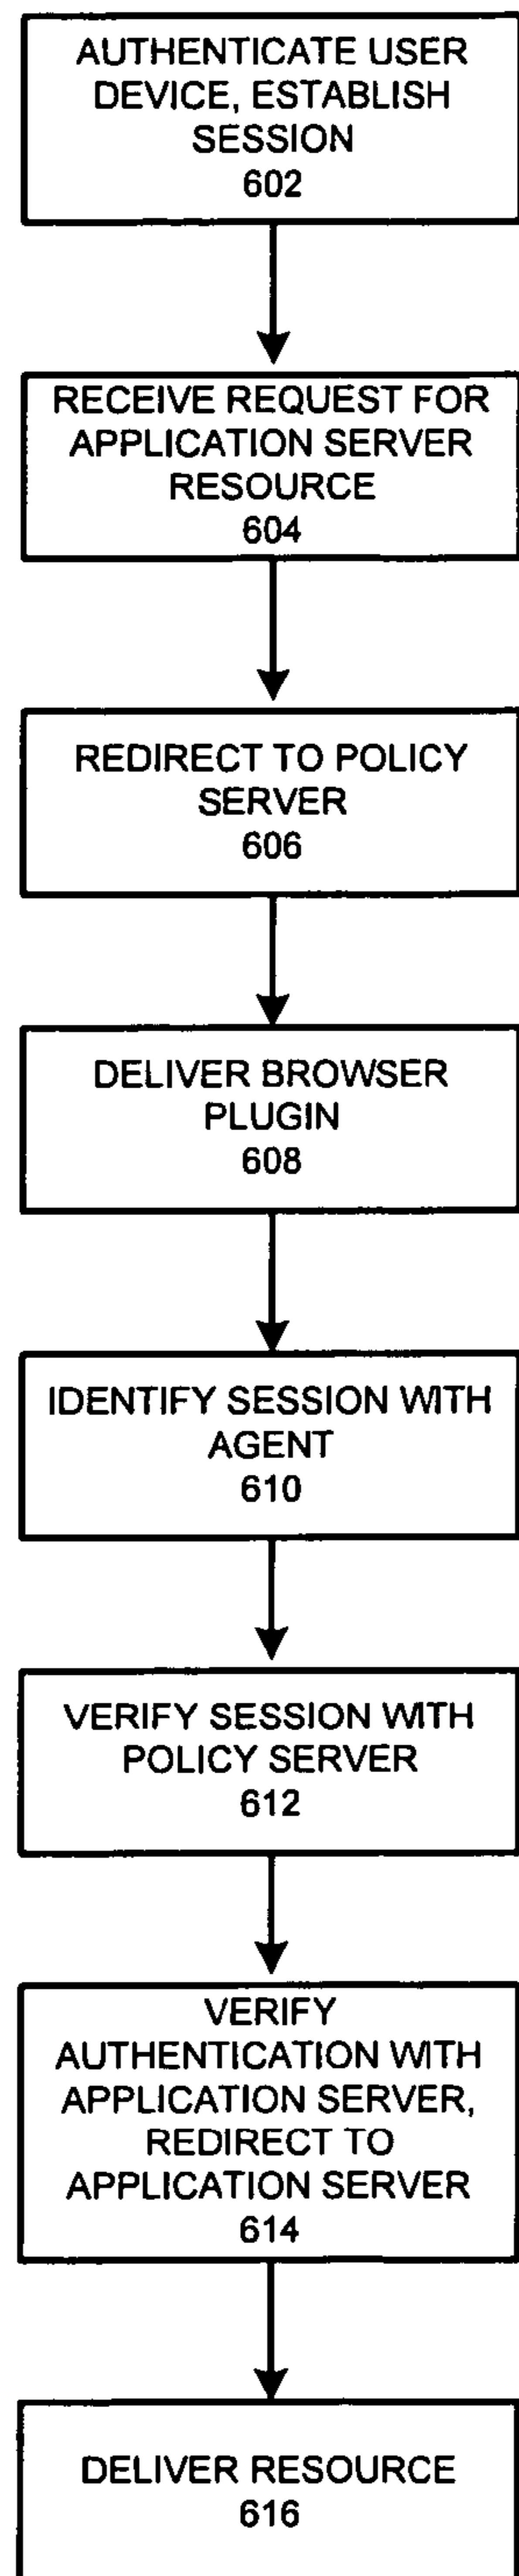 AUTHENTICATE USER
DEVICE, ESTABLISH
SESSION
602
RECEIVE REQUEST FOR
APPLICATION SERVER
RESOURCE
604
REDIRECT TO POLICY
SERVER
606
DELIVER BROWSER
PLUGIN
608
IDENTIFY SESSION WITH
AGENT
610
VERIFY SESSION WITH
POLICY SERVER
612
VERIFY
AUTHENTICATION WITH
APPLICATION SERVER,
REDIRECT TO
APPLICATION SERVER
614
DELIVER RESOURCE
616